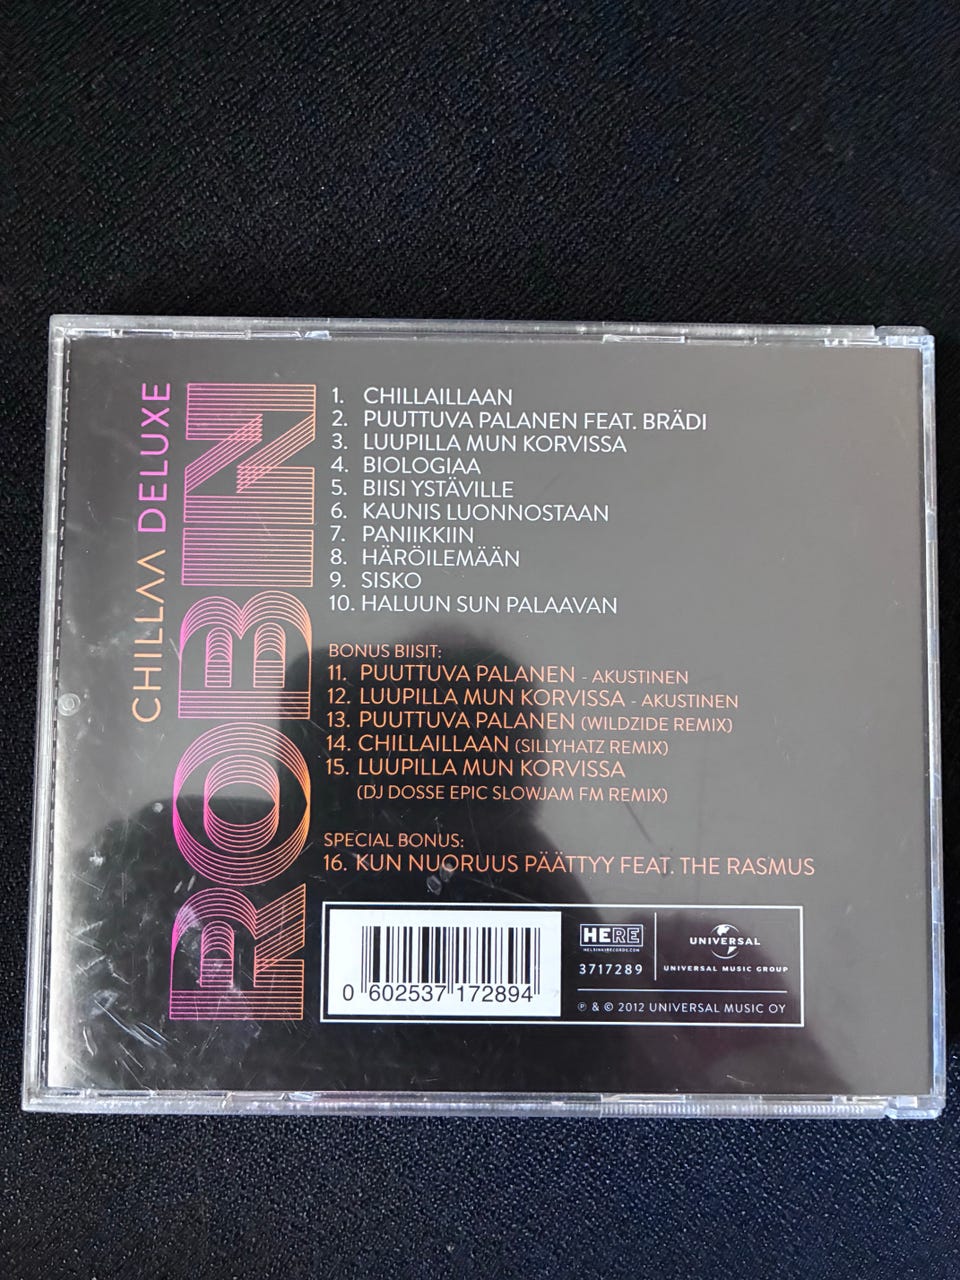 CHILLAA DELUXE
ROBIN
1. CHILLAILLAAN
2. PUUTTUVA PALANEN FEAT. BRÄDI
3. LUUPILLA MUN KORVISSA
4. BIOLOGIAA
5. BIISI YSTÄVILLE
6. KAUNIS LUONNOSTAAN
7. PANIIKKIIN
8. HÄRÖILEMÄÄN
9. SISKO
10. HALUUN SUN PALAAVAN
BONUS BIISIT:
11. PUUTTUVA PALANEN - AKUSTINEN
12. LUUPILLA MUN KORVISSA - AKUSTINEN
13. PUUTTUVA PALANEN (WILDZIDE REMIX)
14. CHILLAILLAAN (SILLYHATZ REMIX)
15. LUUPILLA MUN KORVISSA
(DJ DOSSE EPIC SLOWJAM FM REMIX)
SPECIAL BONUS:
16. KUN NUORUUS PÄÄTTYY FEAT. THE RASMUS
0 602537 172894
HERE
HELSINKIRECORDS.COM
3717289
UNIVERSAL
UNIVERSAL MUSIC GROUP
℗ & © 2012 UNIVERSAL MUSIC OY